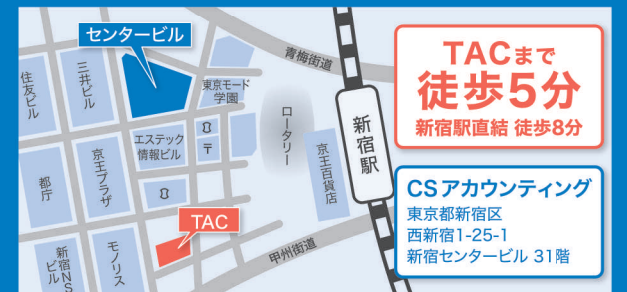 センタービル
青梅街道
住友ビル
三井ビル
東京モード
学園
ロータリー
新宿駅
エステック
情報ビル
〒
京王百貨店
都庁
京王プラザ
TAC
甲州街道
新宿NS
ビル
モノリス
TACまで
徒歩5分
新宿駅直結 徒歩8分
CSアカウンティング
東京都新宿区
西新宿1-25-1
新宿センタービル 31階